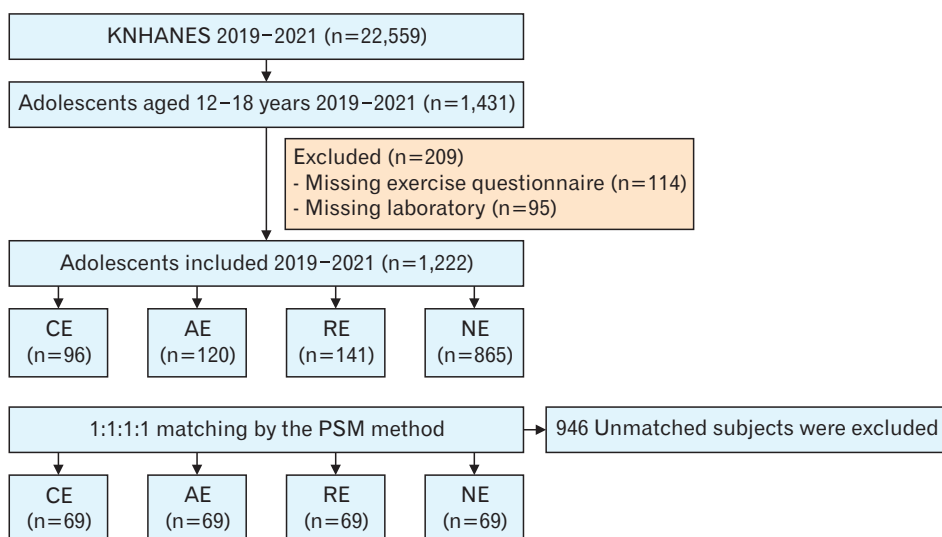 KNHANES 2019–2021 (n=22,559)
Adolescents aged 12–18 years 2019–2021 (n=1,431)
Excluded (n=209)
- Missing exercise questionnaire (n=114)
- Missing laboratory (n=95)
Adolescents included 2019–2021 (n=1,222)
CE
(n=96)
AE
(n=120)
RE
(n=141)
NE
(n=865)
1:1:1:1 matching by the PSM method
946 Unmatched subjects were excluded
CE
(n=69)
AE
(n=69)
RE
(n=69)
NE
(n=69)